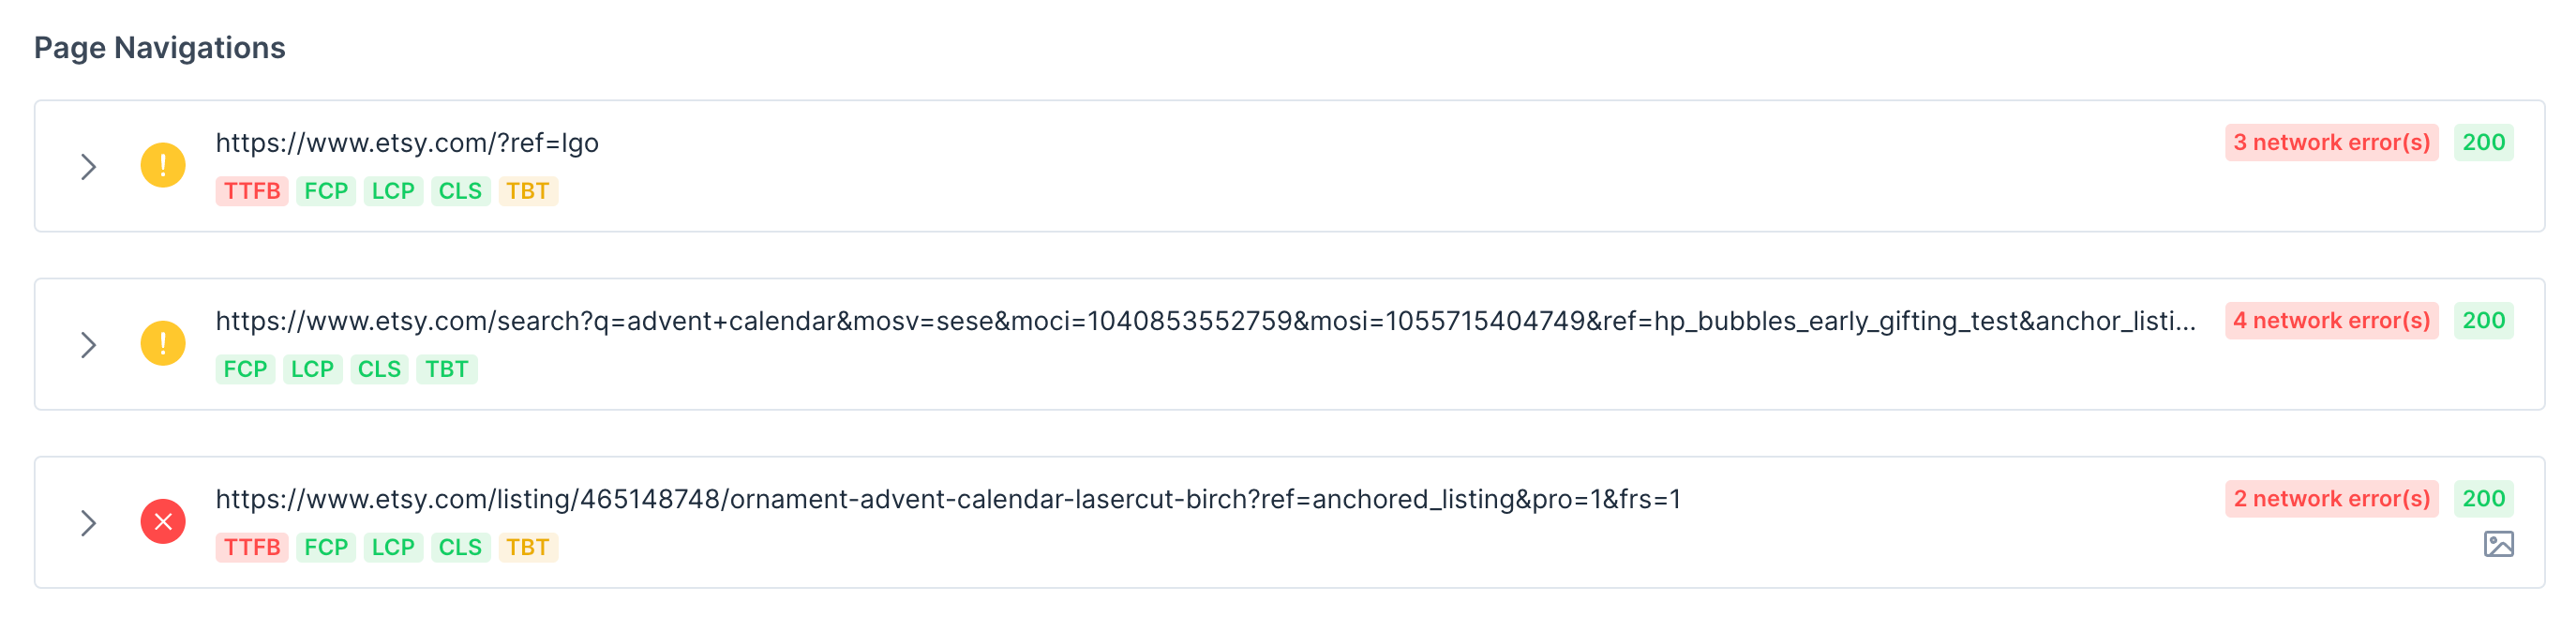 Page Navigations
https://www.etsy.com/?ref=lgo 3 network error(s) 200
TTFB FCP LCP CLS TBT
https://www.etsy.com/search?q=advent+calendar&mosv=sese&moci=1040853552759&mosi=1055715404749&ref=hp_bubbles_early_gifting_test&anchor_listi... 4 network error(s) 200
FCP LCP CLS TBT
https://www.etsy.com/listing/465148748/ornament-advent-calendar-lasercut-birch?ref=anchored_listing&pro=1&frs=1 2 network error(s) 200
TTFB FCP LCP CLS TBT